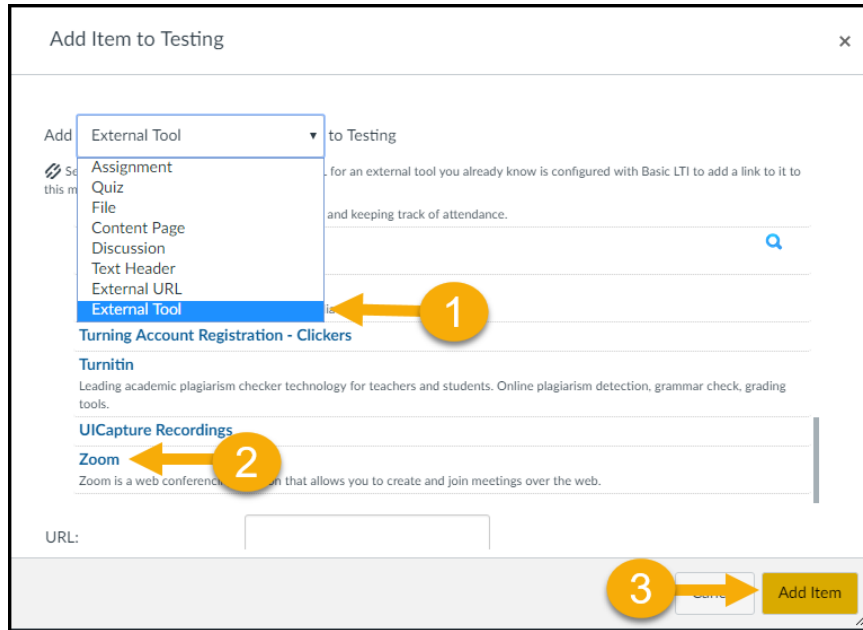 Add Item to Testing
×
Add External Tool to Testing
Assignment
for an external tool you already know is configured with Basic LTI to add a link to it to
Quiz
this m
File
and keeping track of attendance.
Content Page
Discussion
Text Header
External URL
External Tool
1
Turning Account Registration - Clickers
Turnitin
Leading academic plagiarism checker technology for teachers and students. Online plagiarism detection, grammar check, grading
tools.
UICapture Recordings
Zoom
2
Zoom is a web conferenc that allows you to create and join meetings over the web.
URL:
3
Add Item